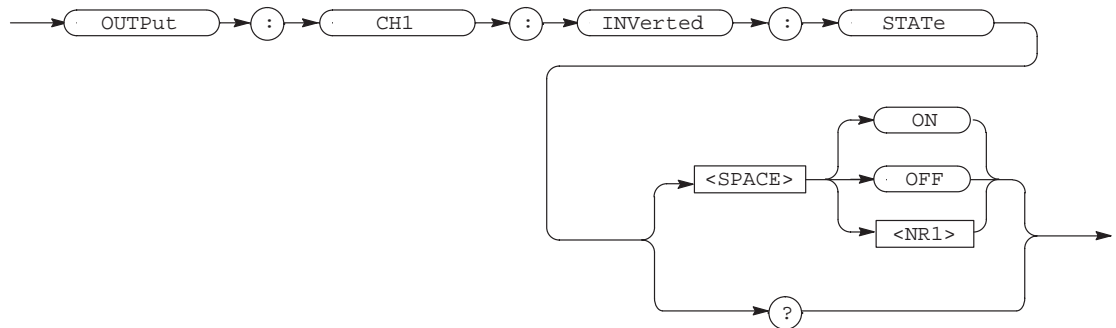 OUTPut : CH1 : INVerted : STATe
ON
<SPACE> OFF
<NR1>
?